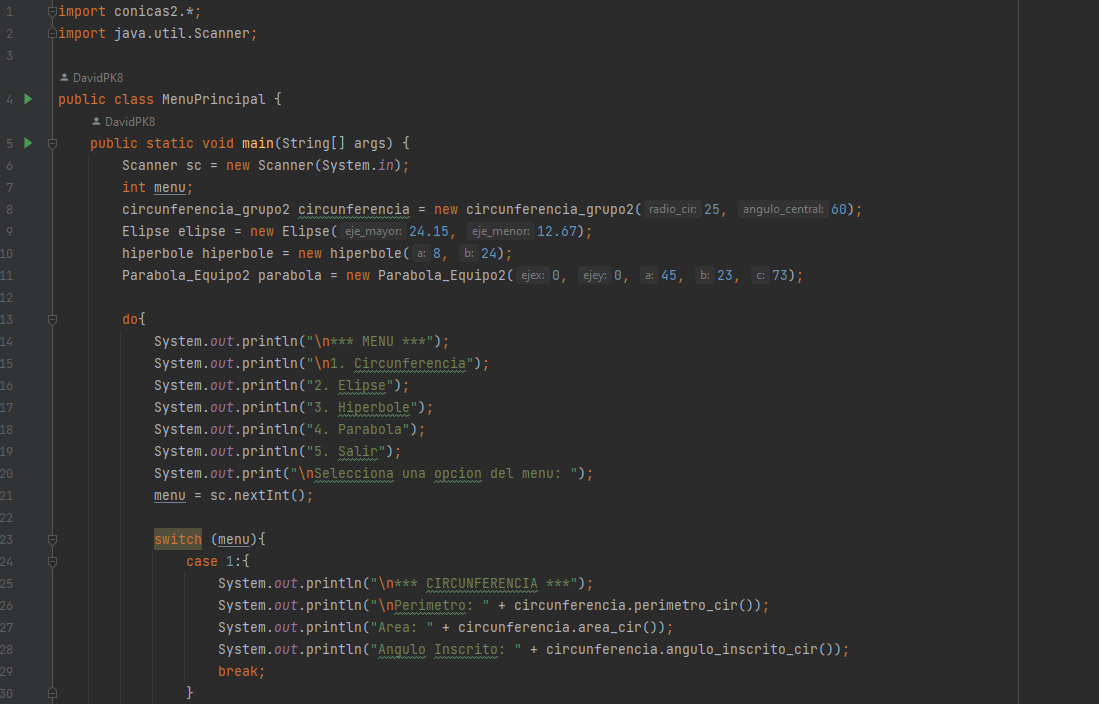 1 import conicas2.*;
2 import java.util.Scanner;
3
DavidPK8
4 public class MenuPrincipal {
DavidPK8
5 public static void main(String[] args) {
6 Scanner sc = new Scanner(System.in);
7 int menu;
8 circunferencia_grupo2 circunferencia = new circunferencia_grupo2( radio_cir: 25, angulo_central: 60);
9 Elipse elipse = new Elipse( eje_mayor: 24.15, eje_menor: 12.67);
10 hiperbole hiperbole = new hiperbole( a: 8, b: 24);
11 Parabola_Equipo2 parabola = new Parabola_Equipo2( ejex: 0, ejey: 0, a: 45, b: 23, c: 73);
12
13 do{
14 System.out.println("\n*** MENU ***");
15 System.out.println("\n1. Circunferencia");
16 System.out.println("2. Elipse");
17 System.out.println("3. Hiperbole");
18 System.out.println("4. Parabola");
19 System.out.println("5. Salir");
20 System.out.print("\nSelecciona una opcion del menu: ");
21 menu = sc.nextInt();
22
23 switch (menu){
24 case 1:{
25 System.out.println("\n*** CIRCUNFERENCIA ***");
26 System.out.println("\nPerimetro: " + circunferencia.perimetro_cir());
27 System.out.println("Area: " + circunferencia.area_cir());
28 System.out.println("Angulo Inscrito: " + circunferencia.angulo_inscrito_cir());
29 break;
30 }